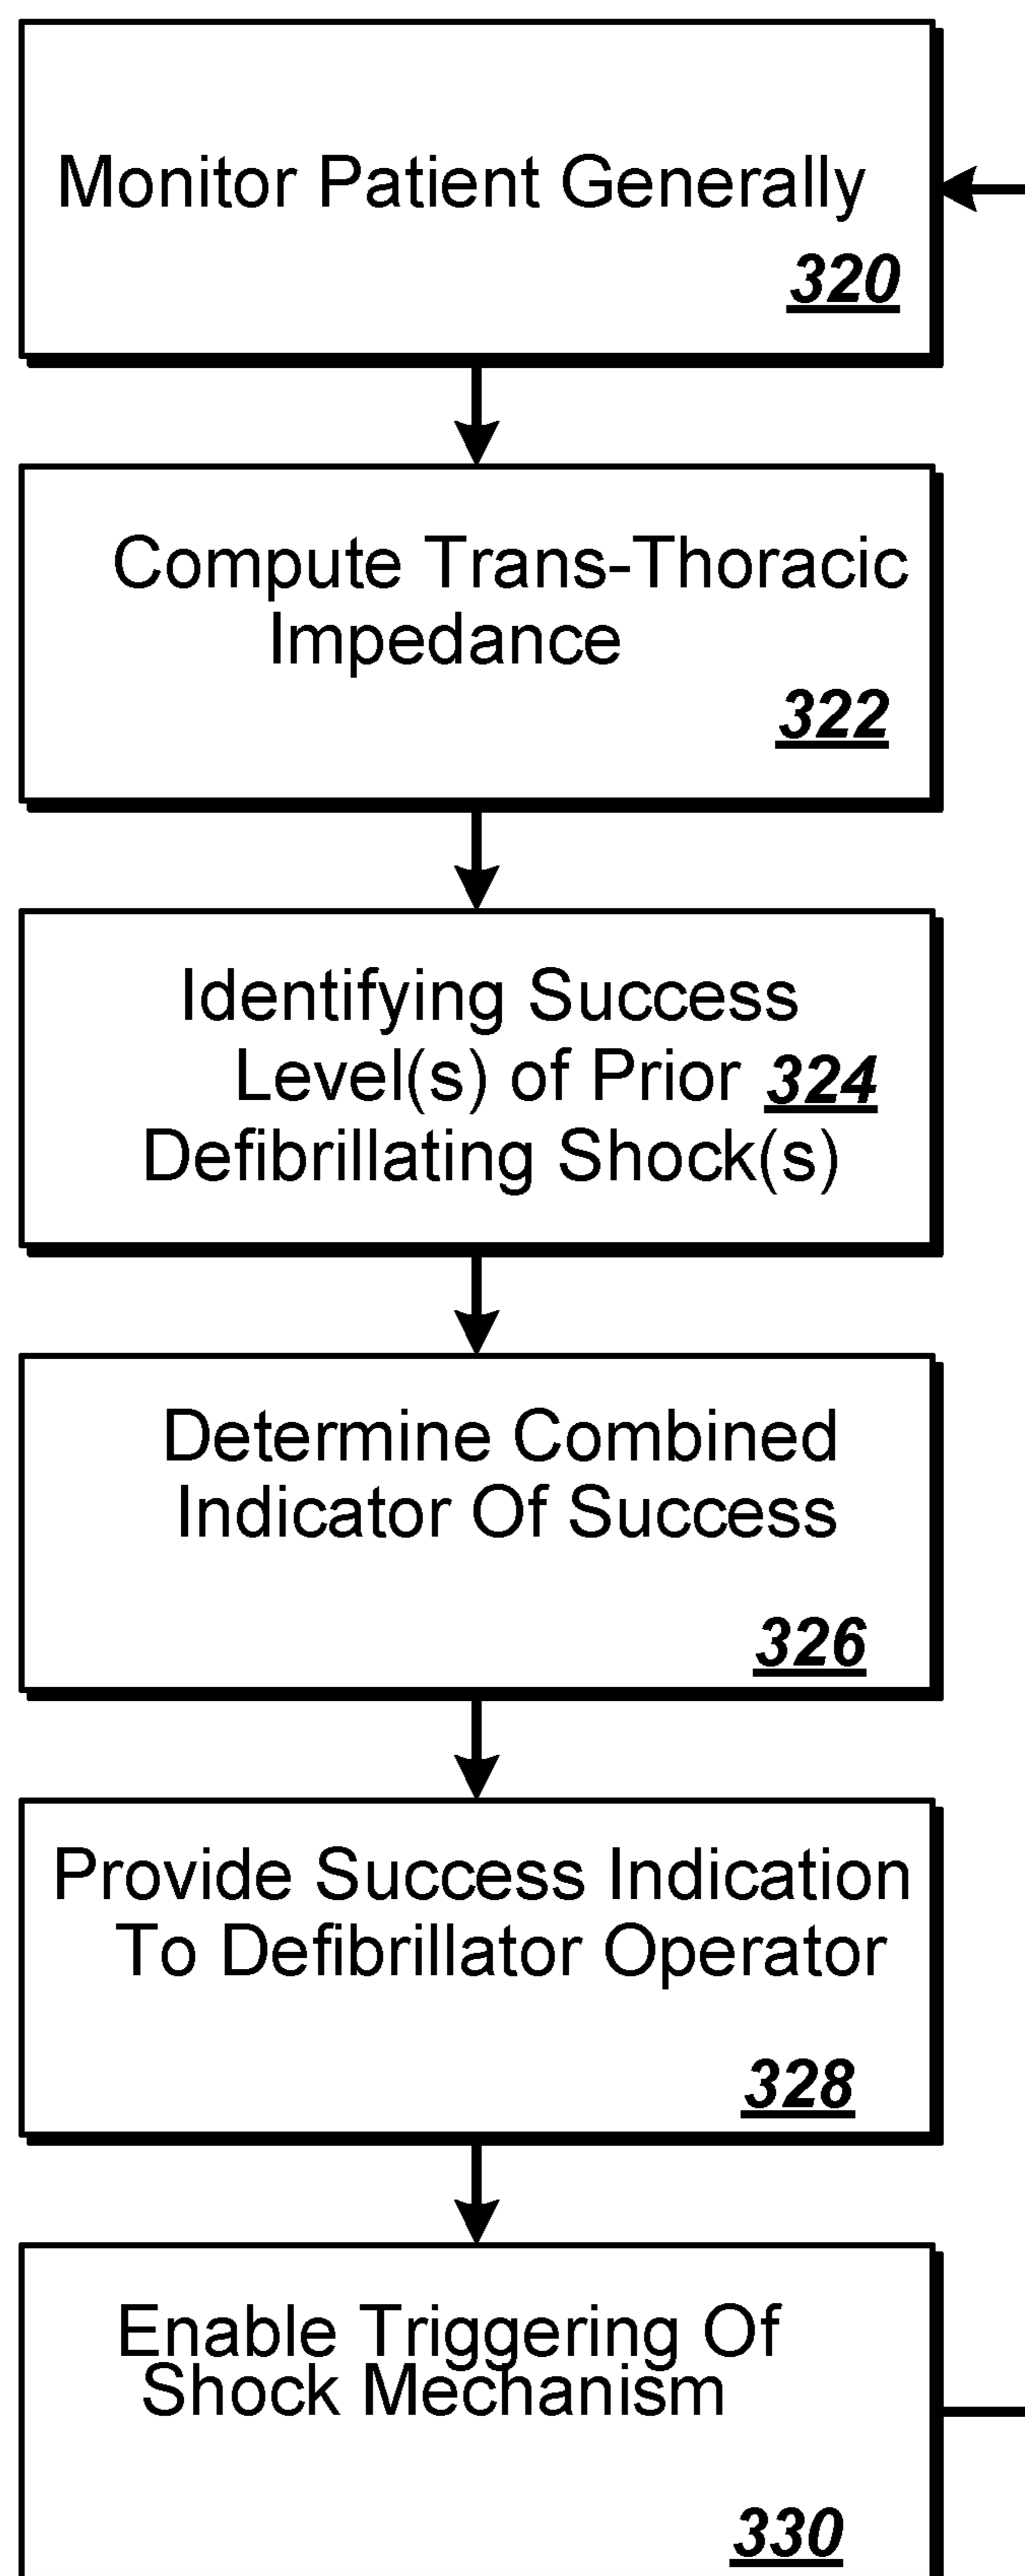 Monitor Patient Generally
320
Compute Trans-Thoracic
Impedance
322
Identifying Success
Level(s) of Prior 324
Defibrillating Shock(s)
Determine Combined
Indicator Of Success
326
Provide Success Indication
To Defibrillator Operator
328
Enable Triggering Of
Shock Mechanism
330